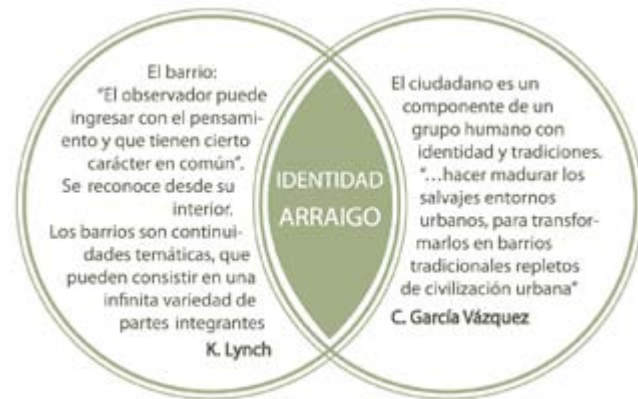 El barrio:
"El observador puede
ingresar con el pensami-
ento y que tienen cierto
carácter en común".
Se reconoce desde su
interior.
Los barrios son continui-
dades temáticas, que
pueden consistir en una
infinita variedad de
partes integrantes
K. Lynch
IDENTIDAD
ARRAIGO
El ciudadano es un
componente de un
grupo humano con
identidad y tradiciones.
"...hacer madurar los
salvajes entornos
urbanos, para transfor-
marlos en barrios
tradicionales repletos
de civilización urbana"
C. García Vázquez